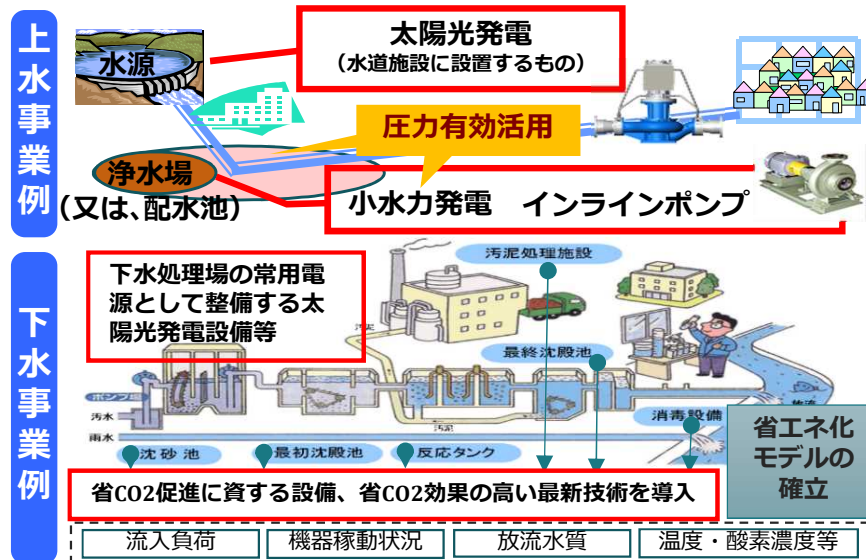 上水事業例
水源
太陽光発電
(水道施設に設置するもの)
圧力有効活用
浄水場
(又は、配水池)
小水力発電 インラインポンプ
下水事業例
下水処理場の常用電
源として整備する太
陽光発電設備等
汚泥処理施設
汚泥
最終沈殿池
ポンプ場
汚水
雨水
汚泥
消毒設備
放流
沈砂池
最初沈殿池
反応タンク
省エネ化
モデルの
確立
省CO2促進に資する設備、省CO2効果の高い最新技術を導入
流入負荷
機器稼動状況
放流水質
温度・酸素濃度等